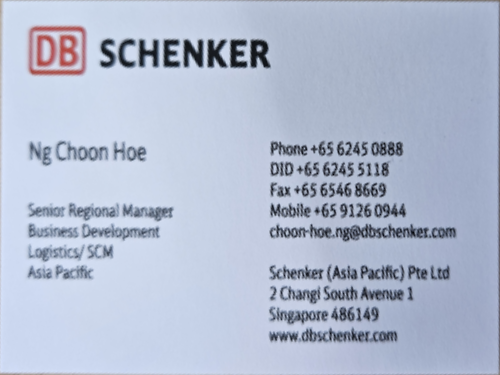 DB SCHENKER
Ng Choon Hoe
Senior Regional Manager
Business Development
Logistics/ SCM
Asia Pacific
Phone +65 6245 0888
DID +65 6245 5118
Fax +65 6546 8669
Mobile +65 9126 0944
choon-hoe.ng@dbschenker.com
Schenker (Asia Pacific) Pte Ltd
2 Changi South Avenue 1
Singapore 486149
www.dbschenker.com